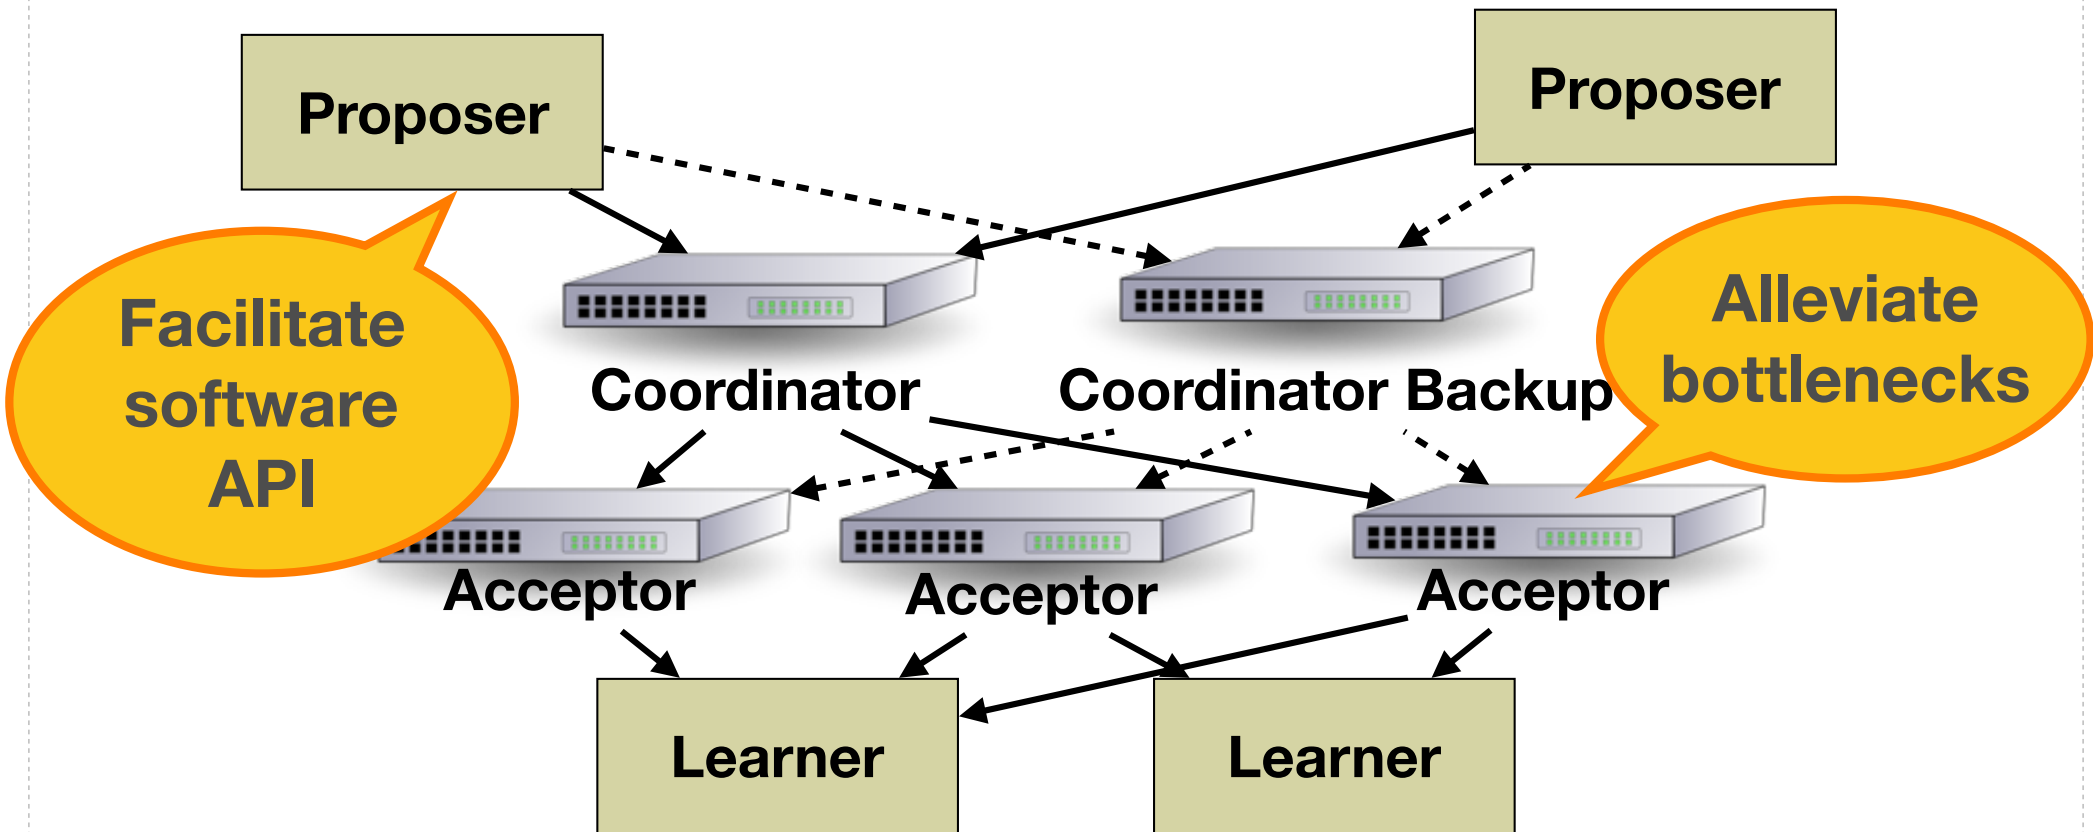 Proposer
Proposer
Facilitate
software
API
Alleviate
bottlenecks
Coordinator
Coordinator Backup
Acceptor
Acceptor
Acceptor
Learner
Learner